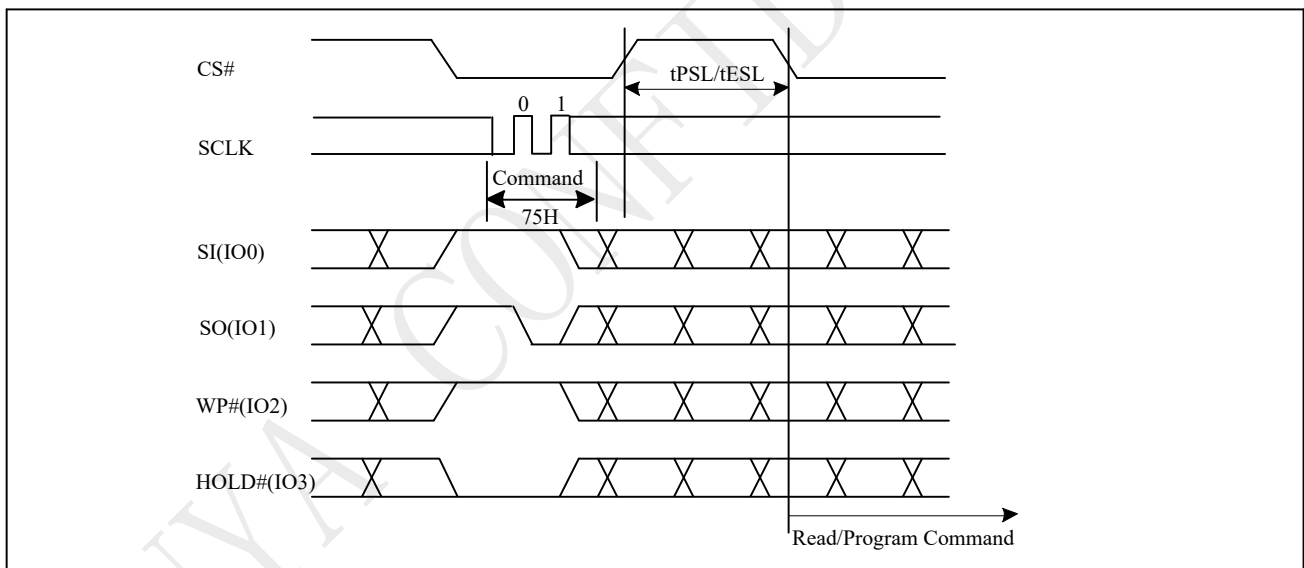 CS#
tPSL/tESL
0 1
SCLK
Command
75H
SI(IO0)
SO(IO1)
WP#(IO2)
HOLD#(IO3)
Read/Program Command